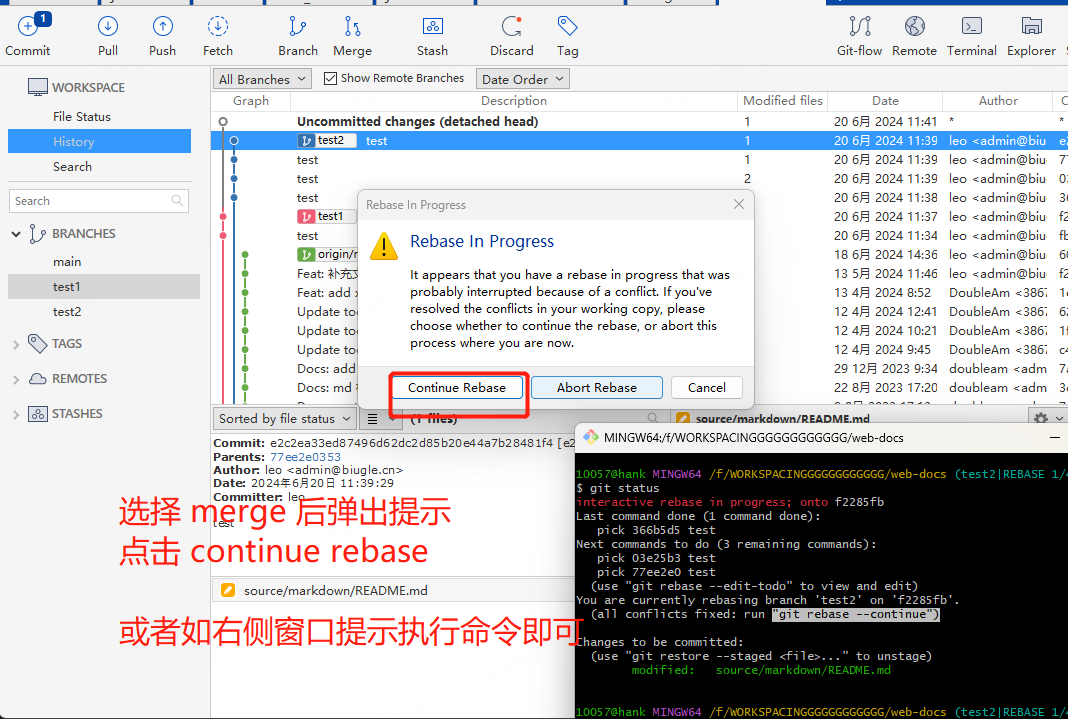 1
Commit Pull Push Fetch Branch Merge Stash Discard Tag Git-flow Remote Terminal Explorer
WORKSPACE
File Status
History
Search
Search
BRANCHES
main
test1
test2
TAGS
REMOTES
STASHES
All Branches Show Remote Branches Date Order
Graph Description Modified files Date Author
Uncommitted changes (detached head) 1 20 6月 2024 11:41 * *
test2 test 1 20 6月 2024 11:39 leo <admin@biu
test 1 20 6月 2024 11:39 leo <admin@biu
test 2 20 6月 2024 11:39 leo <admin@biu
test 20 6月 2024 11:38 leo <admin@biu
test1 20 6月 2024 11:37 leo <admin@biu
test 20 6月 2024 11:34 leo <admin@biu
origin/ 18 6月 2024 14:36 leo <admin@biu
Feat: 补充 13 5月 2024 11:46 leo <admin@biu
Feat: add 13 4月 2024 8:52 DoubleAm <3867
Update to 12 4月 2024 12:41 DoubleAm <3867
Update to 12 4月 2024 10:21 DoubleAm <3867
Update to 12 4月 2024 9:45 DoubleAm <3867
Docs: add 29 12月 2023 9:34 doubleam <adm
Docs: md 22 8月 2023 17:20 doubleam <adm
Rebase In Progress
Rebase In Progress
It appears that you have a rebase in progress that was
probably interrupted because of a conflict. If you've
resolved the conflicts in your working copy, please
choose whether to continue the rebase, or abort this
process where you are now.
Continue Rebase Abort Rebase Cancel
Sorted by file status (1 files) source/markdown/README.md
Commit: e2c2ea33ed87496d62dc2d85b20e44a7b28481f4 [e2
Parents: 77ee2e0353
Author: leo <admin@biugle.cn>
Date: 2024年6月20日 11:39:29
Committer: leo
test
source/markdown/README.md
选择 merge 后弹出提示
点击 continue rebase
或者如右侧窗口提示执行命令即可
MINGW64:/f/WORKSPACINGGGGGGGGGGGG/web-docs
10057@hank MINGW64 /f/WORKSPACINGGGGGGGGGGGG/web-docs (test2|REBASE 1/4
$ git status
interactive rebase in progress; onto f2285fb
Last command done (1 command done):
pick 366b5d5 test
Next commands to do (3 remaining commands):
pick 03e25b3 test
pick 77ee2e0 test
(use "git rebase --edit-todo" to view and edit)
You are currently rebasing branch 'test2' on 'f2285fb'.
(all conflicts fixed: run "git rebase --continue")
Changes to be committed:
(use "git restore --staged <file>..." to unstage)
modified: source/markdown/README.md
10057@hank MINGW64 /f/WORKSPACINGGGGGGGGGGGG/web-docs (test2|REBASE 1/4